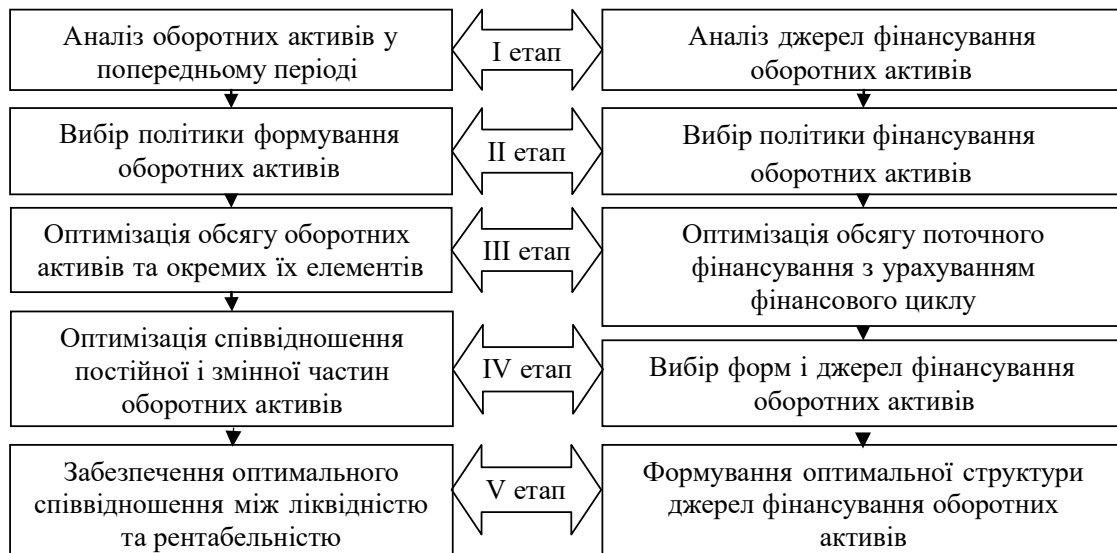 Аналіз оборотних активів у
попередньому періоді
І етап
Аналіз джерел фінансування
оборотних активів
Вибір політики формування
оборотних активів
ІІ етап
Вибір політики фінансування
оборотних активів
Оптимізація обсягу оборотних
активів та окремих їх елементів
ІІІ етап
Оптимізація обсягу поточного
фінансування з урахуванням
фінансового циклу
Оптимізація співвідношення
постійної і змінної частин
оборотних активів
IV етап
Вибір форм і джерел фінансування
оборотних активів
Забезпечення оптимального
співвідношення між ліквідністю
та рентабельністю
V етап
Формування оптимальної структури
джерел фінансування оборотних
активів